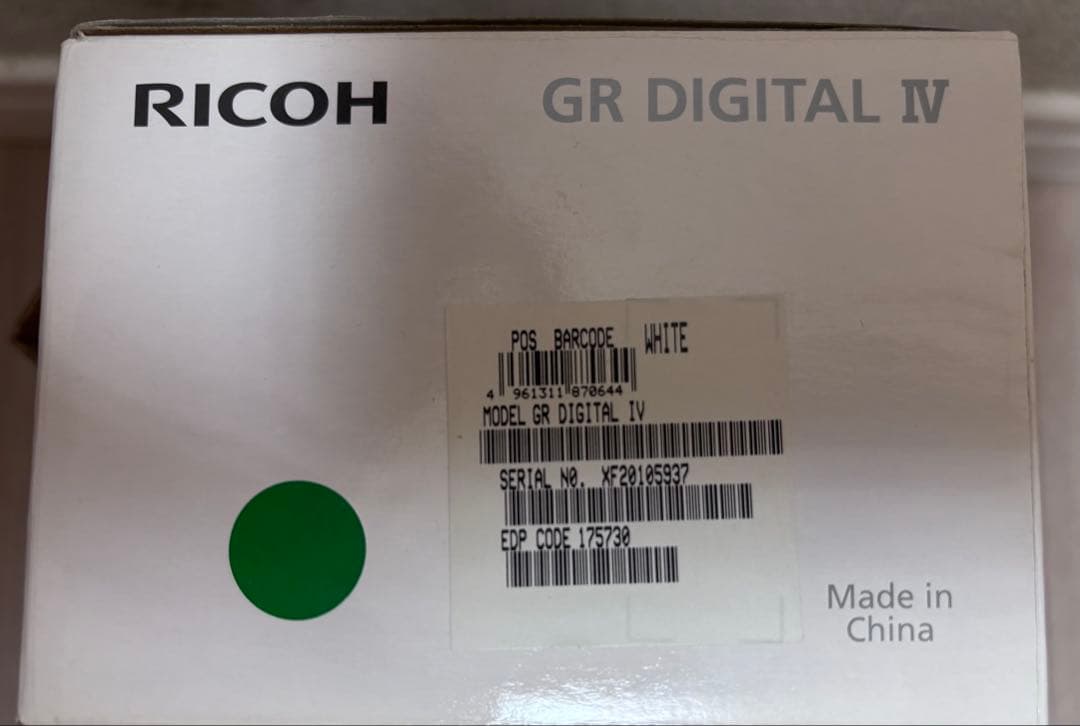 RICOH
GR DIGITAL IV
POS BARCODE WHITE
4 961311 870644
MODEL GR DIGITAL IV
SERIAL NO. XF20105937
EDP CODE 175730
Made in
China